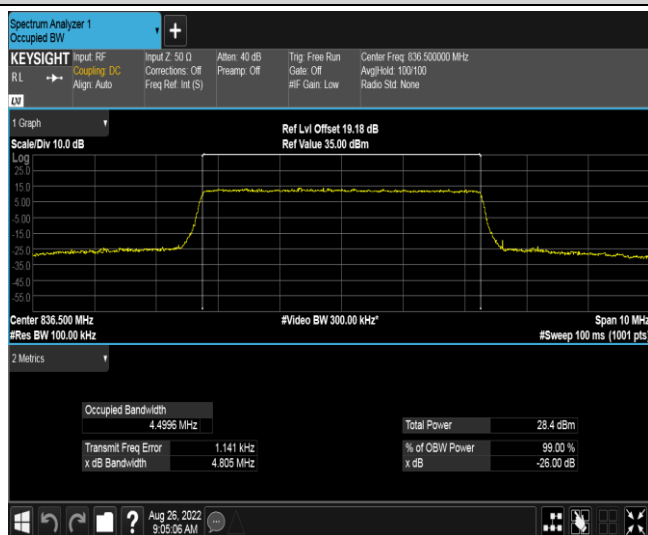 Spectrum Analyzer 1
Occupied BW
+
KEYSIGHT
RL
Input: RF
Coupling: DC
Align: Auto
Input Z: 50 Ω
Corrections: Off
Freq Ref: Int (S)
Atten: 40 dB
Preamp: Off
Trig: Free Run
Gate: Off
#IF Gain: Low
Center Freq: 836.500000 MHz
Avg|Hold: 100/100
Radio Std: None
LXI
1 Graph
Scale/Div 10.0 dB
Ref Lvl Offset 19.18 dB
Ref Value 35.00 dBm
Log
25.0
15.0
5.00
-5.00
-15.0
-25.0
-35.0
-45.0
-55.0
Center 836.500 MHz
#Res BW 100.00 kHz
#Video BW 300.00 kHz*
Span 10 MHz
#Sweep 100 ms (1001 pts)
2 Metrics
Occupied Bandwidth
4.4996 MHz
Transmit Freq Error 1.141 kHz
x dB Bandwidth 4.805 MHz
Total Power 28.4 dBm
% of OBW Power 99.00 %
x dB -26.00 dB
?
Aug 26, 2022
9:05:06 AM